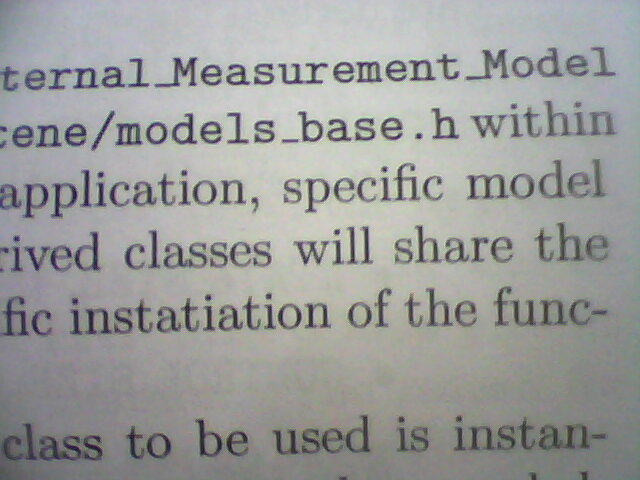 ternal_Measurement_Model
cene/models_base.h within
application, specific model
rived classes will share the
fic instatiation of the func-
class to be used is instan-